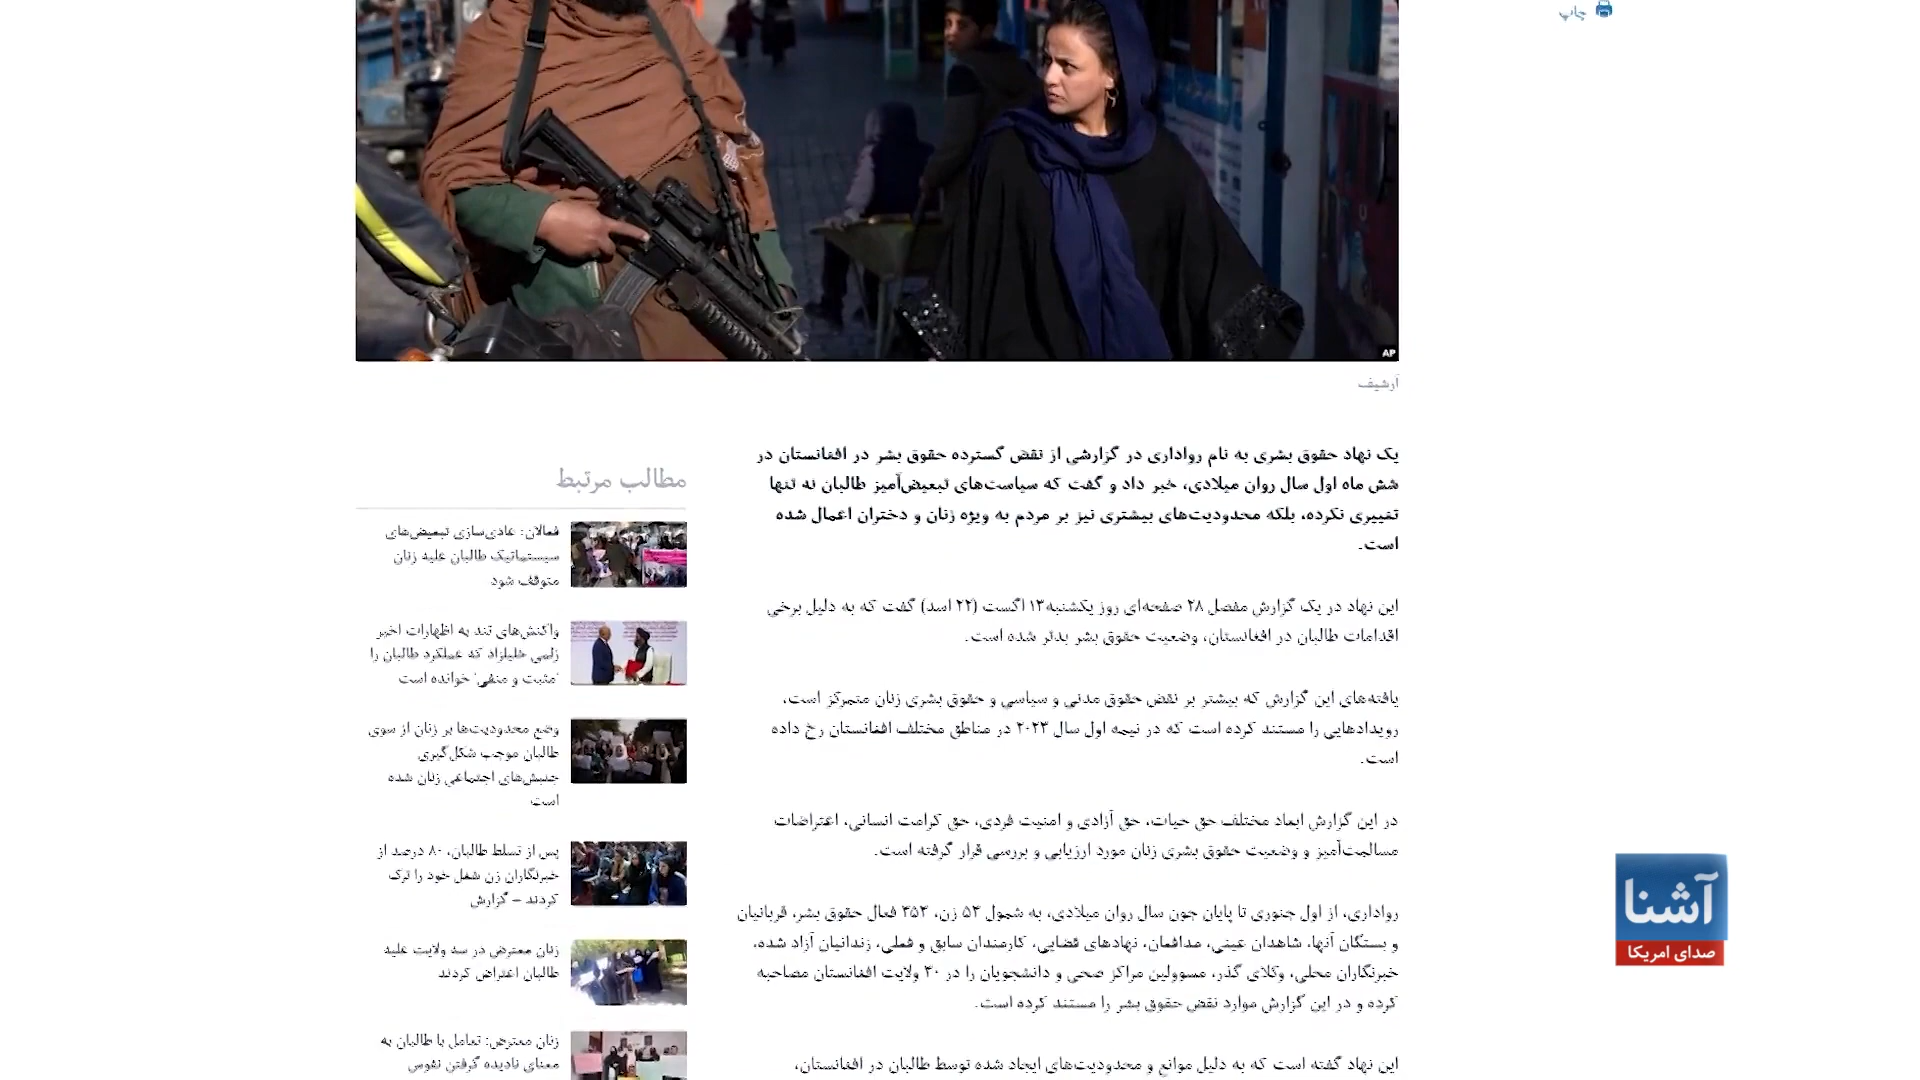 چاپ
AP
آرشیف
یک نهاد حقوق بشری به نام رواداری در گزارشی از نقض گسترده حقوق بشر در افغانستان در
شش ماه اول سال روان میلادی، خبر داد و گفت که سیاست‌های تبعیض‌آمیز طالبان نه تنها
تغییری نکرده، بلکه محدودیت‌های بیشتری نیز بر مردم به ویژه زنان و دختران اعمال شده
است.
این نهاد در یک گزارش مفصل ۲۸ صفحه‌ای روز یکشنبه۱۳ اگست (۲۲ اسد) گفت که به دلیل برخی
اقدامات طالبان در افغانستان، وضعیت حقوق بشر بدتر شده است.
یافته‌های این گزارش که بیشتر بر نقض حقوق مدنی و سیاسی و حقوق بشری زنان متمرکز است،
رویدادهایی را مستند کرده است که در نیمه اول سال ۲۰۲۳ در مناطق مختلف افغانستان رخ داده
است.
در این گزارش ابعاد مختلف حق حیات، حق آزادی و امنیت فردی، حق کرامت انسانی، اعتراضات
مسالمت‌آمیز و وضعیت حقوق بشری زنان مورد ارزیابی و بررسی قرار گرفته است.
رواداری، از اول جنوری تا پایان جون سال روان میلادی، به شمول ۵۳ زن، ۳۵۳ فعال حقوق بشر، قربانیان
و بستگان آنها، شاهدان عینی، مدافعان، نهادهای قضایی، کارمندان سابق و فعلی، زندانیان آزاد شده،
خبرنگاران محلی، وکلای گذر، مسوولین مراکز صحی و دانشجویان را در ۳۰ ولایت افغانستان مصاحبه
کرده و در این گزارش موارد نقض حقوق بشر را مستند کرده است.
این نهاد گفته است که به دلیل موانع و محدودیت‌های ایجاد شده توسط طالبان در افغانستان،
مطالب مرتبط
فعالان: عادی‌سازی تبعیض‌های
سیستماتیک طالبان علیه زنان
متوقف شود
واکنش‌های تند به اظهارات اخیر
زلمی خلیلزاد که عملکرد طالبان را
'مثبت و منفی' خوانده است
وضع محدودیت‌ها بر زنان از سوی
طالبان موجب شکل‌گیری
جنبش‌های اجتماعی زنان شده
است
پس از تسلط طالبان، ۸۰ درصد از
خبرنگاران زن شغل خود را ترک
کردند – گزارش
زنان معترض در سه ولایت علیه
طالبان اعتراض کردند
زنان معترض: تعامل با طالبان به
معنای نادیده گرفتن نفوس
آشنا
صدای امریکا